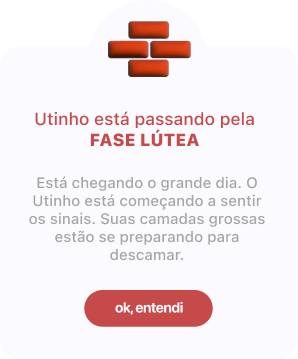 Utinho está passando pela
FASE LÚTEA
Está chegando o grande dia. O
Utinho está começando a sentir
os sinais. Suas camadas grossas
estão se preparando para
descamar.
ok, entendi